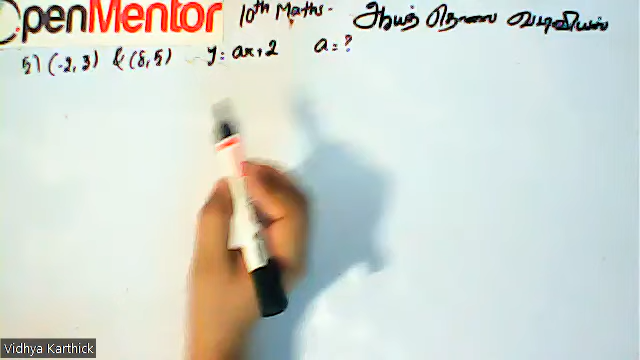 OpenMentor 10th Maths. ஆயத்தொலை வடிவியல்
5) (-2, 3) & (8, 5) y = ax + 2 a = ?
Vidhya Karthick